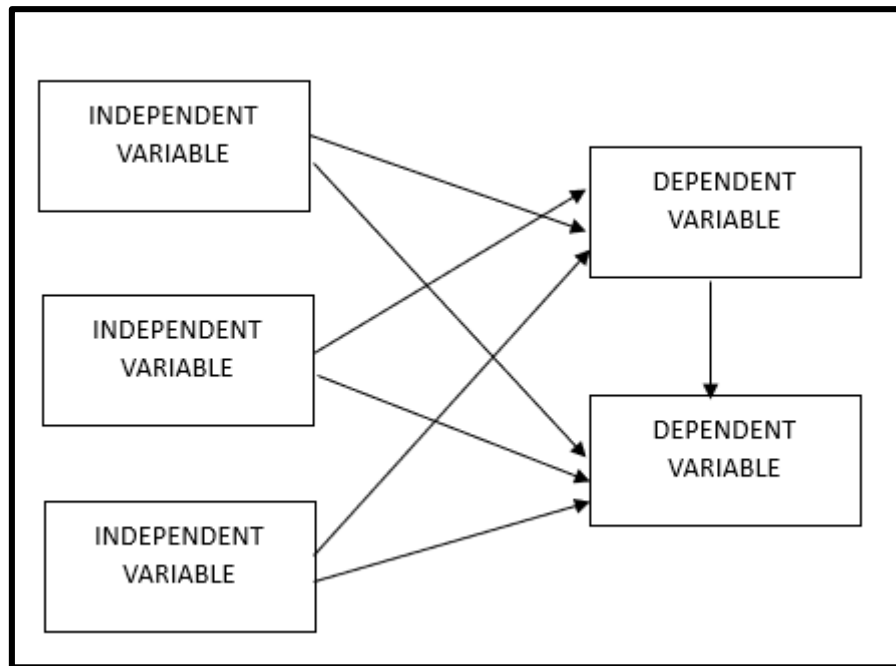 INDEPENDENT
VARIABLE
INDEPENDENT
VARIABLE
INDEPENDENT
VARIABLE
DEPENDENT
VARIABLE
DEPENDENT
VARIABLE